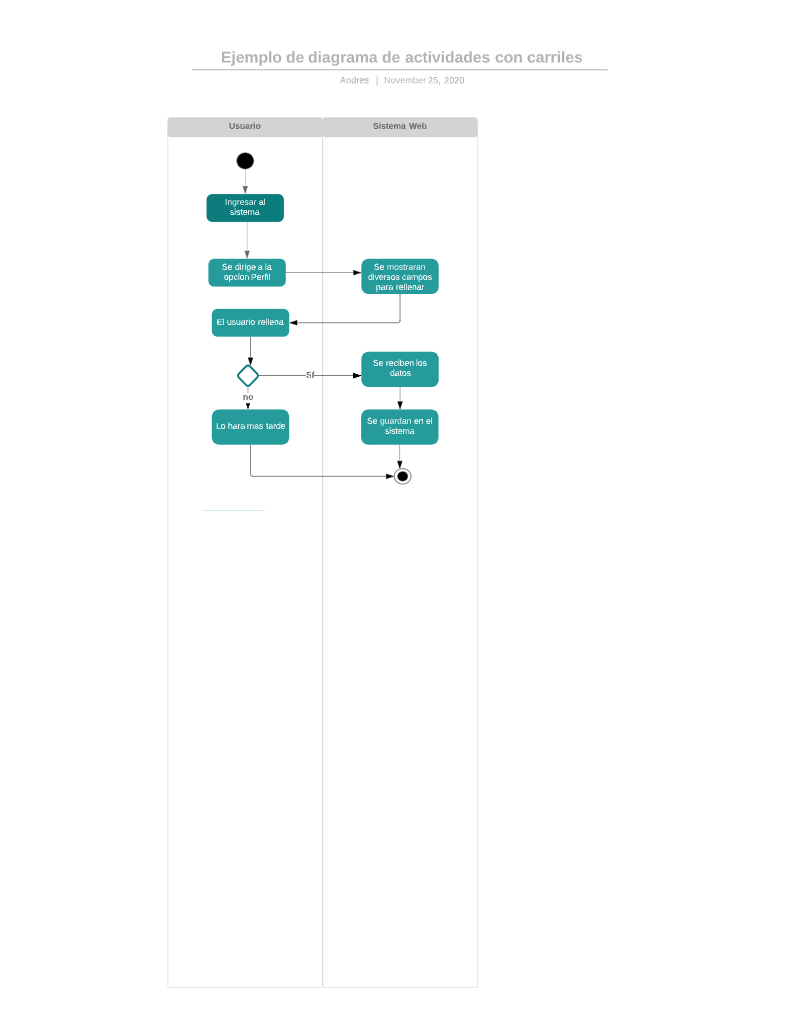 Ejemplo de diagrama de actividades con carriles
Andres | November 25, 2020
Usuario
Sistema Web
Ingresar al
sistema
Se dirige a la
opcion Perfil
Se mostraran
diversos campos
para rellenar
El usuario rellena
Se reciben los
datos
Sí
no
Lo hara mas tarde
Se guardan en el
sistema